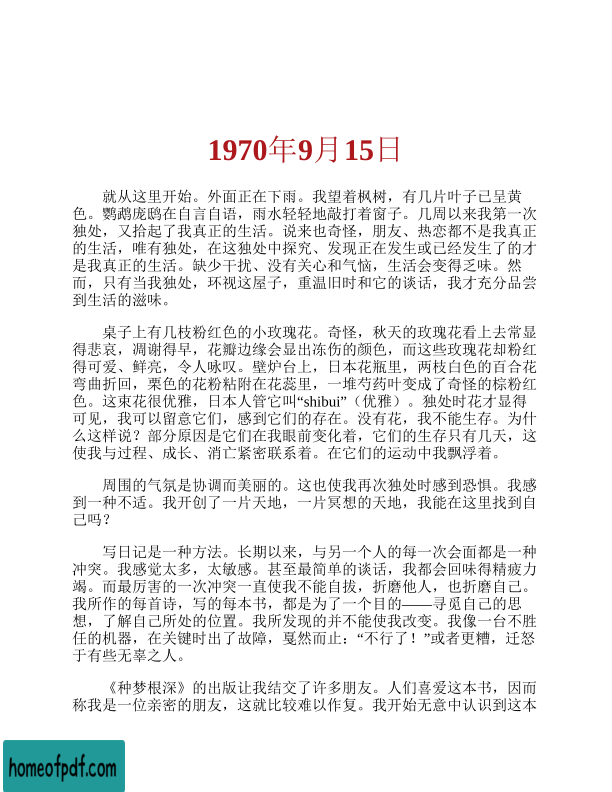 1970年9月15日
就从这里开始。外面正在下雨。我望着枫树，有几片叶子已呈黄
色。鹦鹉庞鸱在自言自语，雨水轻轻地敲打着窗子。几周以来我第一次
独处，又拾起了我真正的生活。说来也奇怪，朋友、热恋都不是我真正
的生活，唯有独处，在这独处中探究、发现正在发生或已经发生了的才
是我真正的生活。缺少干扰、没有关心和气恼，生活会变得乏味。然
而，只有当我独处，环视这屋子，重温旧时和它的谈话，我才充分品尝
到生活的滋味。
桌子上有几枝粉红色的小玫瑰花。奇怪，秋天的玫瑰花看上去常显
得悲哀，凋谢得早，花瓣边缘会显出冻伤的颜色，而这些玫瑰花却粉红
得可爱、鲜亮，令人咏叹。壁炉台上，日本花瓶里，两枝白色的百合花
弯曲折回，栗色的花粉粘附在花蕊里，一堆芍药叶变成了奇怪的棕粉红
色。这束花很优雅，日本人管它叫“shibui”（优雅）。独处时花才显得
可见，我可以留意它们，感到它们的存在。没有花，我不能生存。为什
么这样说？部分原因是它们在我眼前变化着，它们的生存只有几天，这
使我与过程、成长、消亡紧密联系着。在它们的运动中我飘浮着。
周围的气氛是协调而美丽的。这也使我再次独处时感到恐惧。我感
到一种不适。我开创了一片天地，一片冥想的天地，我能在这里找到自
己吗？
写日记是一种方法。长期以来，与另一个人的每一次会面都是一种
冲突。我感觉太多，太敏感。甚至最简单的谈话，我都会回味得精疲力
竭。而最厉害的一次冲突一直使我不能自拔，折磨他人，也折磨自己。
我所作的每首诗，写的每本书，都是为了一个目的——寻觅自己的思
想，了解自己所处的位置。我所发现的并不能使我改变。我像一台不胜
任的机器，在关键时出了故障，戛然而止：“不行了！”或者更糟，迁怒
于有些无辜之人。
《种梦根深》的出版让我结交了许多朋友。人们喜爱这本书，因而
称我是一位亲密的朋友，这就比较难以作复。我开始无意中认识到这本
homeofpdf.com